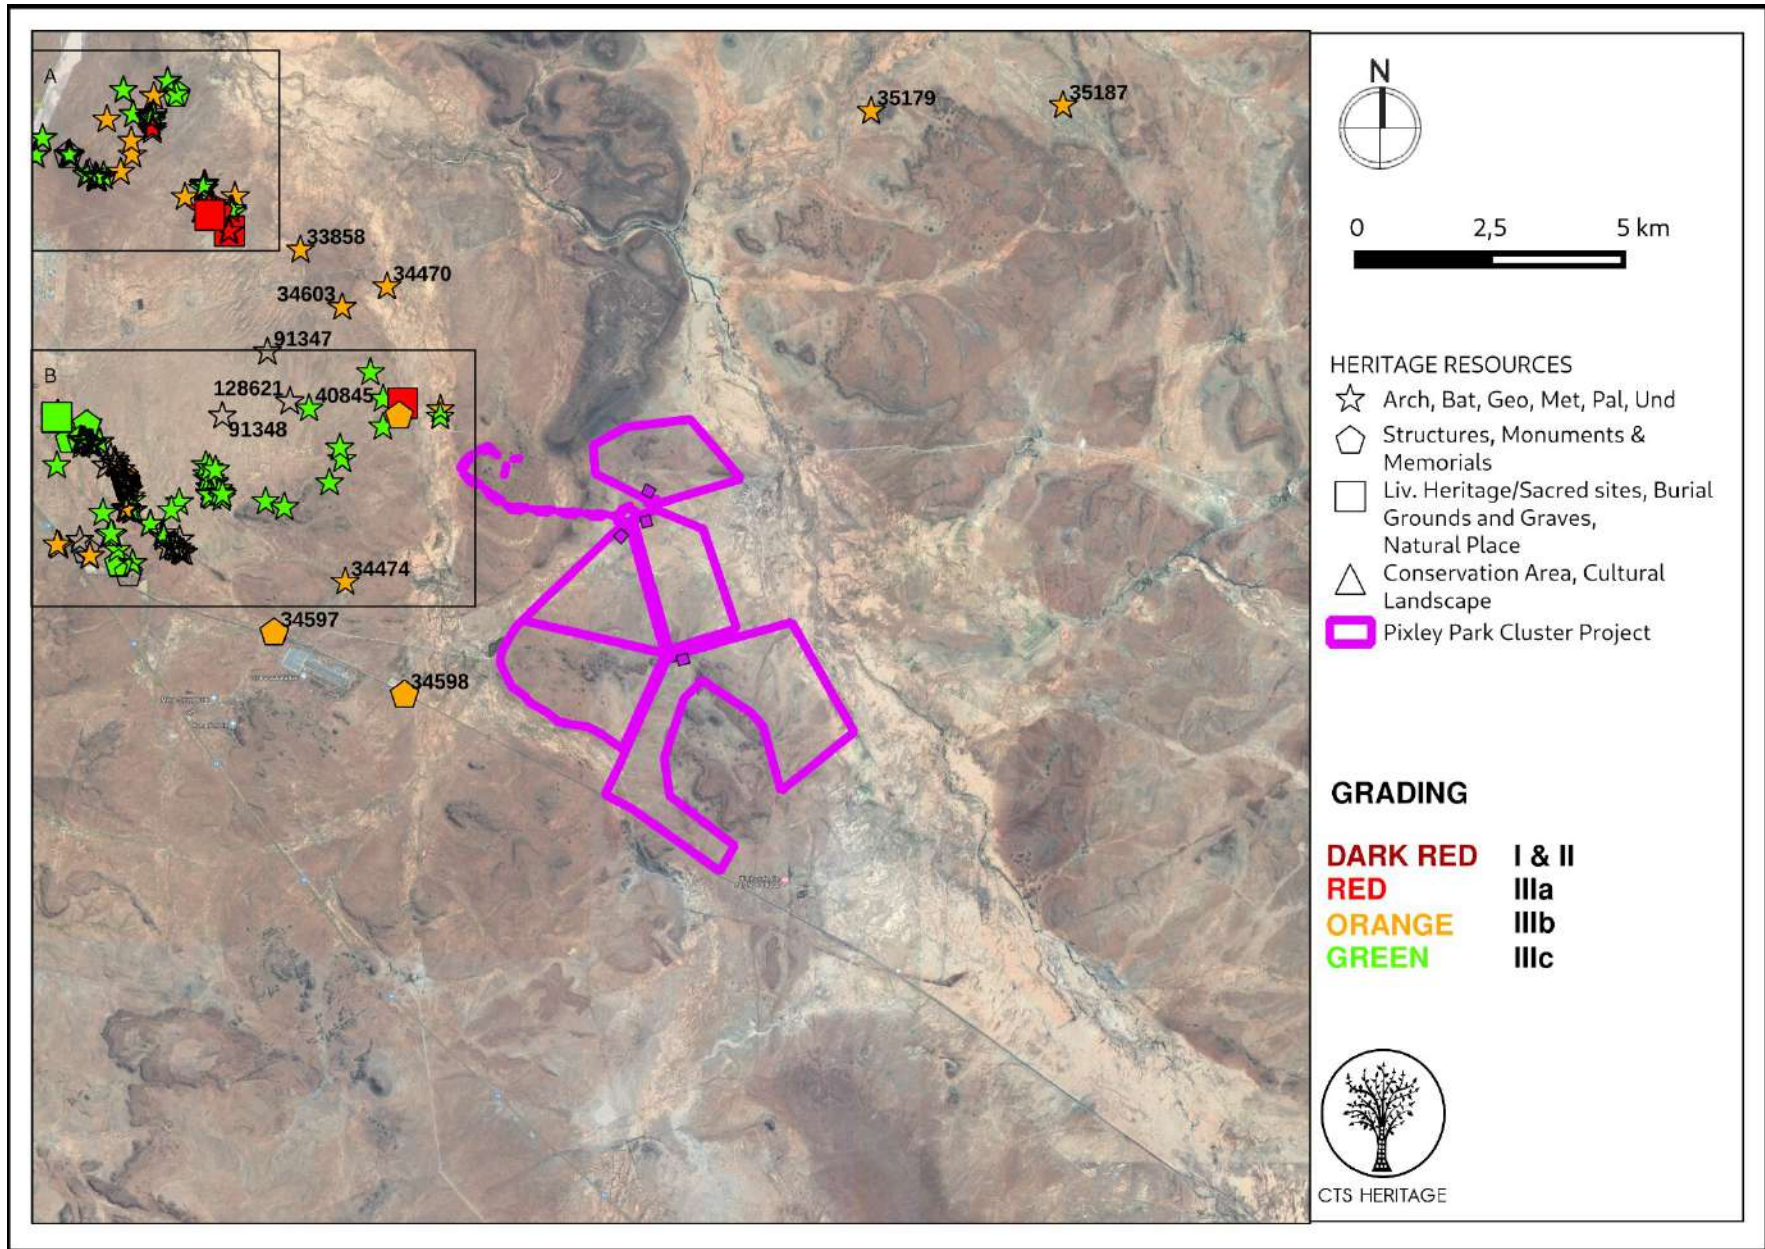 A
35179
35187
33858
34470
34603
91347
B
128621
40845
91348
34474
34597
34598
N
0 2,5 5 km
HERITAGE RESOURCES
Arch, Bat, Geo, Met, Pal, Und
Structures, Monuments &
Memorials
Liv. Heritage/Sacred sites, Burial
Grounds and Graves,
Natural Place
Conservation Area, Cultural
Landscape
Pixley Park Cluster Project
GRADING
DARK RED I & II
RED IIIa
ORANGE IIIb
GREEN IIIc
CTS HERITAGE